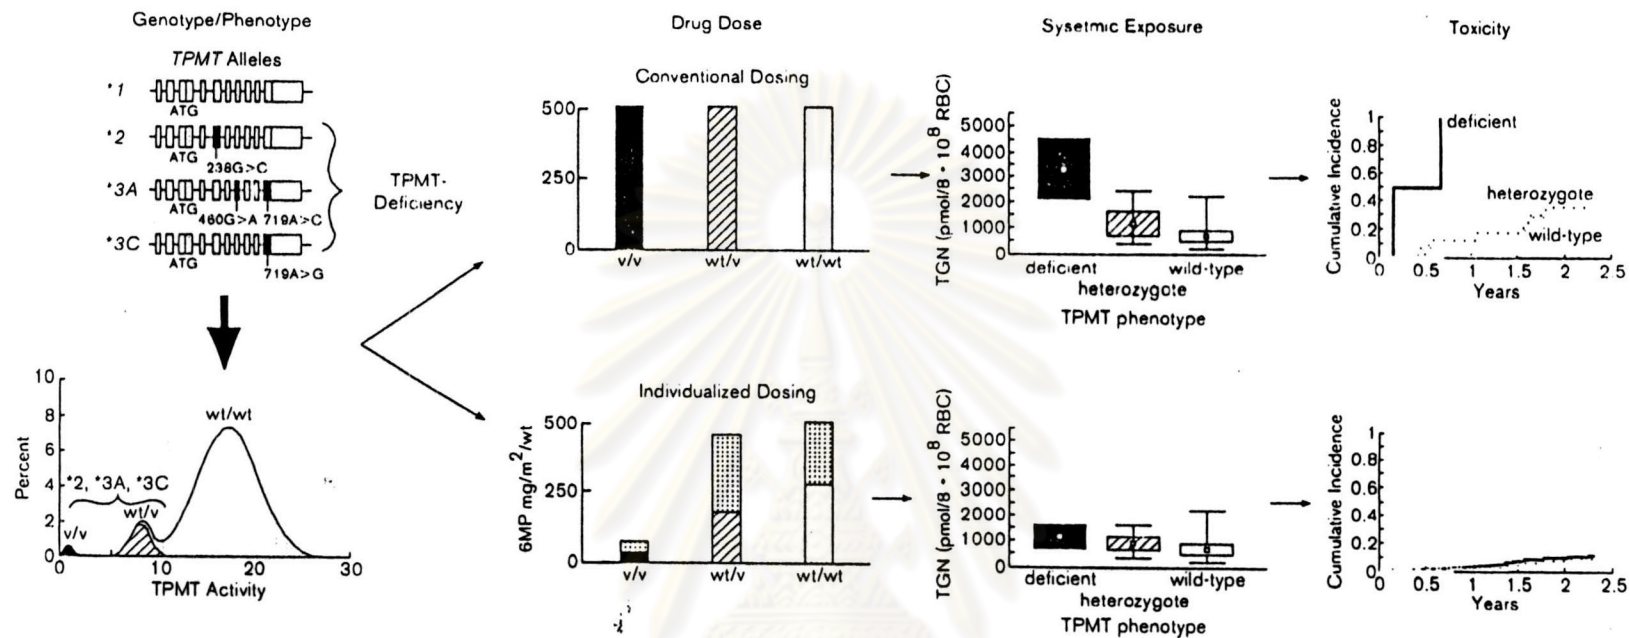 Genotype/Phenotype
TPMT Alleles
*1
ATG
*2
ATG
238G>C
*3A
ATG
460G>A 719A>C
*3C
ATG
719A>G
TPMT-
Deficiency
10
8
6
4
2
0
Percent
wt/wt
*2, *3A, *3C
wt/v
v/v
0 10 20 30
TPMT Activity
Drug Dose
Conventional Dosing
500
250
0
v/v wt/v wt/wt
Individualized Dosing
6MP mg/m²/wt
500
250
0
v/v wt/v wt/wt
Sysetmic Exposure
TGN (pmol/8 • 10⁸ RBC)
5000
4000
3000
2000
1000
0
deficient wild-type
heterozygote
TPMT phenotype
TGN (pmol/8 • 10⁸ RBC)
5000
4000
3000
2000
1000
0
deficient wild-type
heterozygote
TPMT phenotype
Toxicity
Cumulative Incidence
1
0.8
0.6
0.4
0.2
0
deficient
heterozygote
wild-type
0 0.5 1 1.5 2 2.5
Years
Cumulative Incidence
1
0.8
0.6
0.4
0.2
0
0 0.5 1 1.5 2 2.5
Years